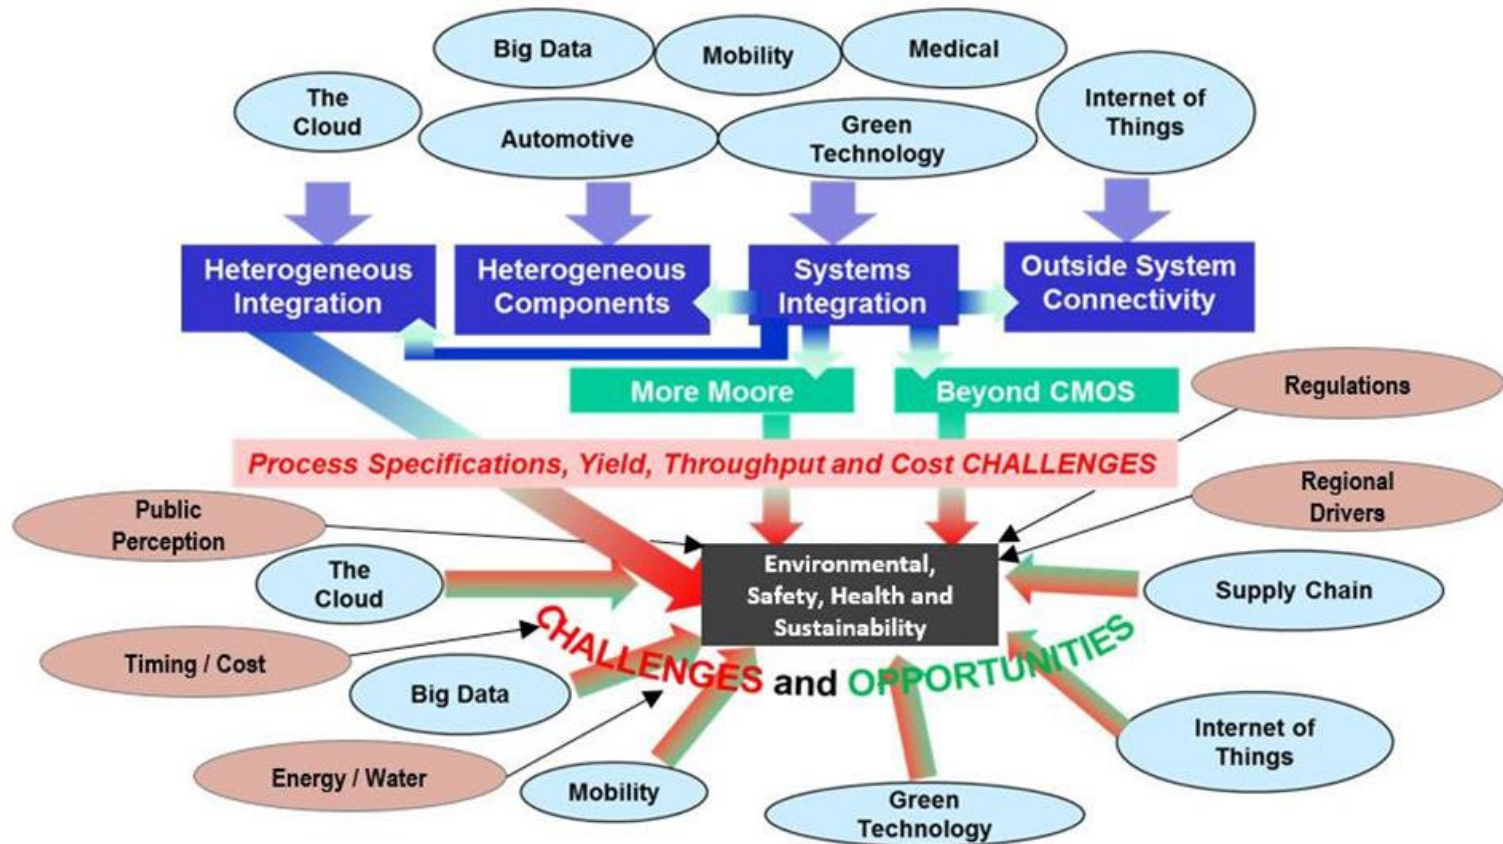 Big Data
Mobility
Medical
The
Cloud
Internet of
Things
Automotive
Green
Technology
Heterogeneous
Integration
Heterogeneous
Components
Systems
Integration
Outside System
Connectivity
More Moore
Beyond CMOS
Regulations
Process Specifications, Yield, Throughput and Cost CHALLENGES
Public
Perception
Regional
Drivers
Environmental,
Safety, Health and
Sustainability
The
Cloud
Supply Chain
CHALLENGES and OPPORTUNITIES
Timing / Cost
Big Data
Internet of
Things
Energy / Water
Mobility
Green
Technology